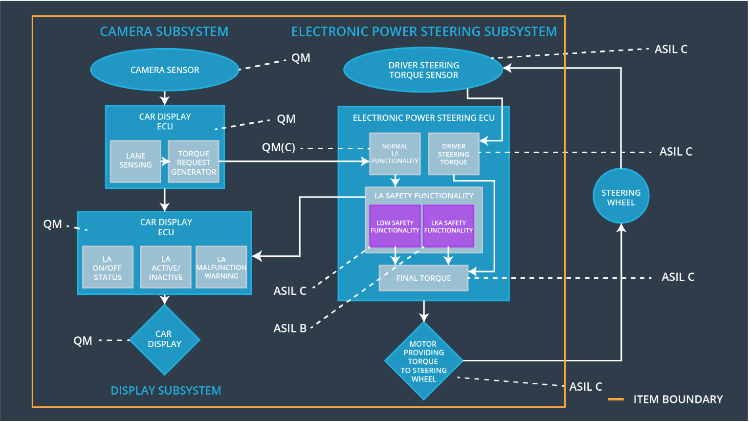 CAMERA SUBSYSTEM
ELECTRONIC POWER STEERING SUBSYSTEM
CAMERA SENSOR
QM
DRIVER STEERING
TORQUE SENSOR
ASIL C
CAR DISPLAY
ECU
QM
LANE
SENSING
TORQUE
REQUEST
GENERATOR
QM(C)
ELECTRONIC POWER STEERING ECU
NORMAL
LA
FUNCTIONALITY
DRIVER
STEERING
TORQUE
ASIL C
STEERING
WHEEL
LA SAFETY FUNCTIONALITY
LDW SAFETY
FUNCTIONALITY
LKA SAFETY
FUNCTIONALITY
QM
CAR DISPLAY
ECU
LA
ON/OFF
STATUS
LA
ACTIVE/
INACTIVE
LA
MALFUNCTION
WARNING
FINAL TORQUE
ASIL C
ASIL C
ASIL B
QM
CAR
DISPLAY
MOTOR
PROVIDING
TORQUE
TO STEERING
WHEEL
ASIL C
DISPLAY SUBSYSTEM
ITEM BOUNDARY